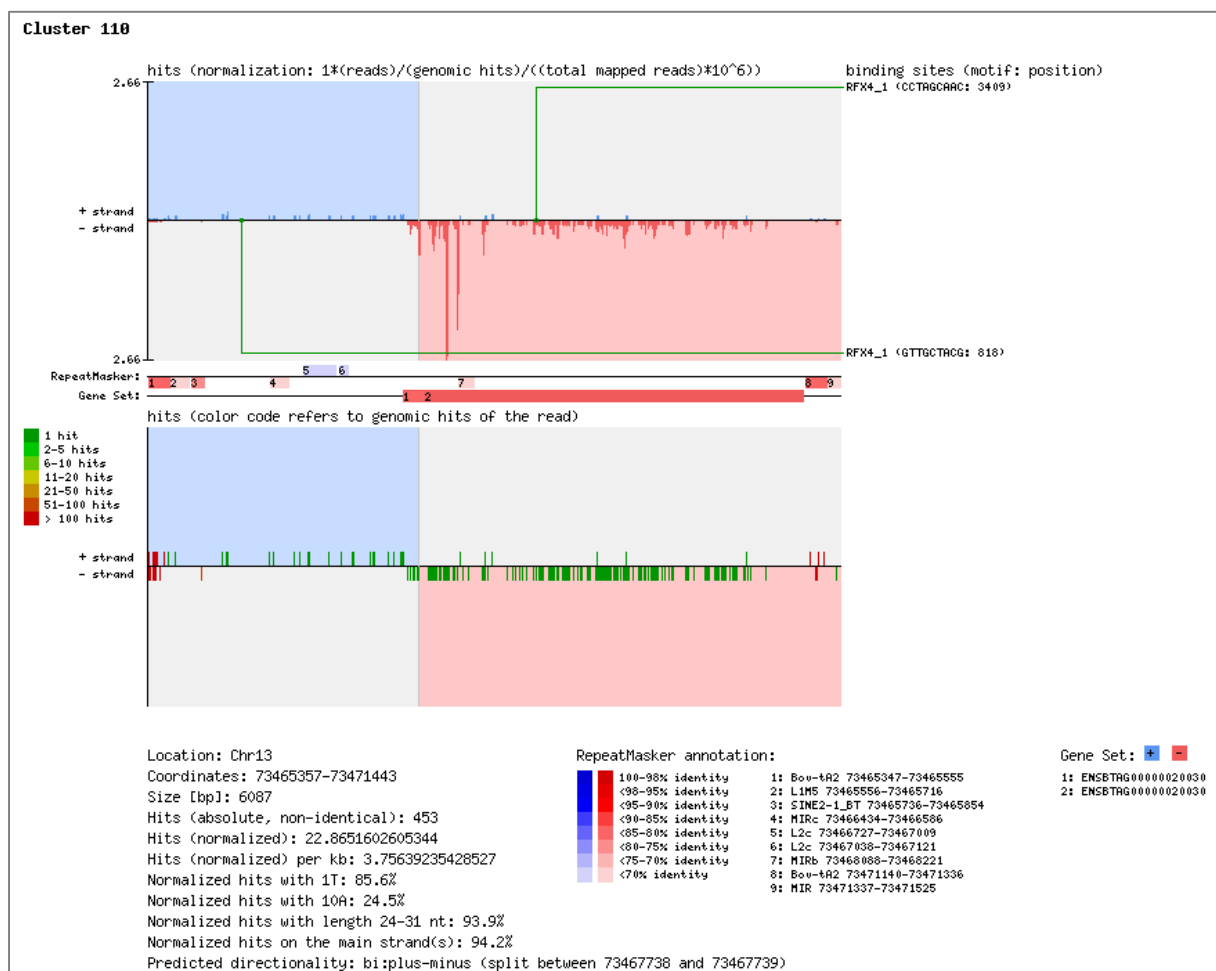 Cluster 110
hits (normalization: 1*(reads)/(genomic hits)/((total mapped reads)*10^6))
binding sites (motif: position)
2.66
RFX4_1 (CCTAGCAAC: 3409)
+ strand
- strand
2.66
RFX4_1 (GTTGCTACG: 818)
RepeatMasker:
1 2 3 4 5 6 7 8 9
Gene Set:
1 2
hits (color code refers to genomic hits of the read)
1 hit
2-5 hits
6-10 hits
11-20 hits
21-50 hits
51-100 hits
> 100 hits
+ strand
- strand
Location: Chr13
Coordinates: 73465357-73471443
Size [bp]: 6087
Hits (absolute, non-identical): 453
Hits (normalized): 22.8651602605344
Hits (normalized) per kb: 3.75639235428527
Normalized hits with 1T: 85.6%
Normalized hits with 10A: 24.5%
Normalized hits with length 24-31 nt: 93.9%
Normalized hits on the main strand(s): 94.2%
Predicted directionality: bi:plus-minus (split between 73467738 and 73467739)
RepeatMasker annotation:
100-98% identity
<98-95% identity
<95-90% identity
<90-85% identity
<85-80% identity
<80-75% identity
<75-70% identity
<70% identity
1: Bov-tA2 73465347-73465555
2: L1M5 73465556-73465716
3: SINE2-1_BT 73465736-73465854
4: MIRc 73466434-73466586
5: L2c 73466727-73467009
6: L2c 73467038-73467121
7: MIRb 73468088-73468221
8: Bov-tA2 73471140-73471336
9: MIR 73471337-73471525
Gene Set: + -
1: ENSBTAG00000020030
2: ENSBTAG00000020030